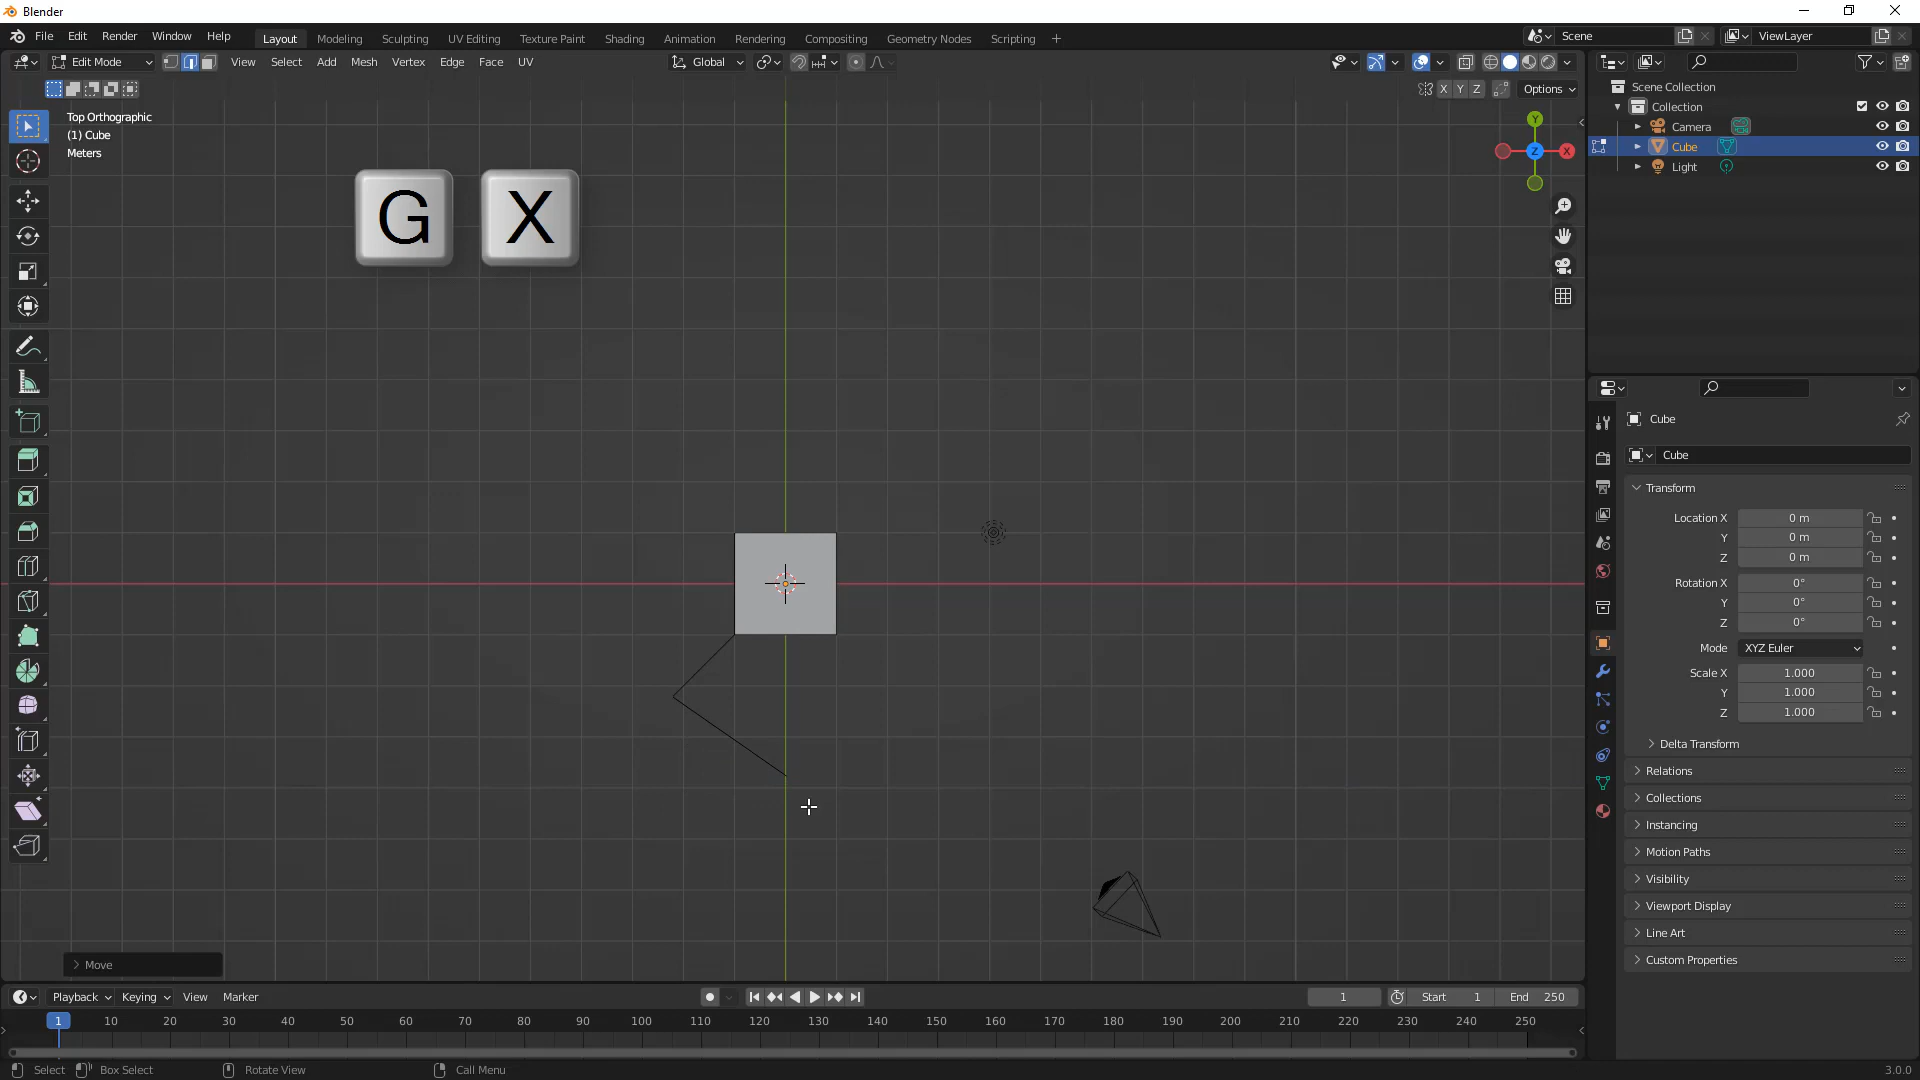 Blender
File Edit Render Window Help
Layout Modeling Sculpting UV Editing Texture Paint Shading Animation Rendering Compositing Geometry Nodes Scripting +
Scene
ViewLayer
Edit Mode
View Select Add Mesh Vertex Edge Face UV
Global
X Y Z
Options
Top Orthographic
(1) Cube
Meters
G X
Y
Z
X
Scene Collection
Collection
Camera
Cube
Light
Cube
Cube
Transform
Location X 0 m
Y 0 m
Z 0 m
Rotation X 0°
Y 0°
Z 0°
Mode XYZ Euler
Scale X 1.000
Y 1.000
Z 1.000
Delta Transform
Relations
Collections
Instancing
Motion Paths
Visibility
Viewport Display
Line Art
Custom Properties
Move
Playback Keying View Marker
1
Start 1
End 250
1 10 20 30 40 50 60 70 80 90 100 110 120 130 140 150 160 170 180 190 200 210 220 230 240 250
Select Box Select Rotate View Call Menu
3.0.0